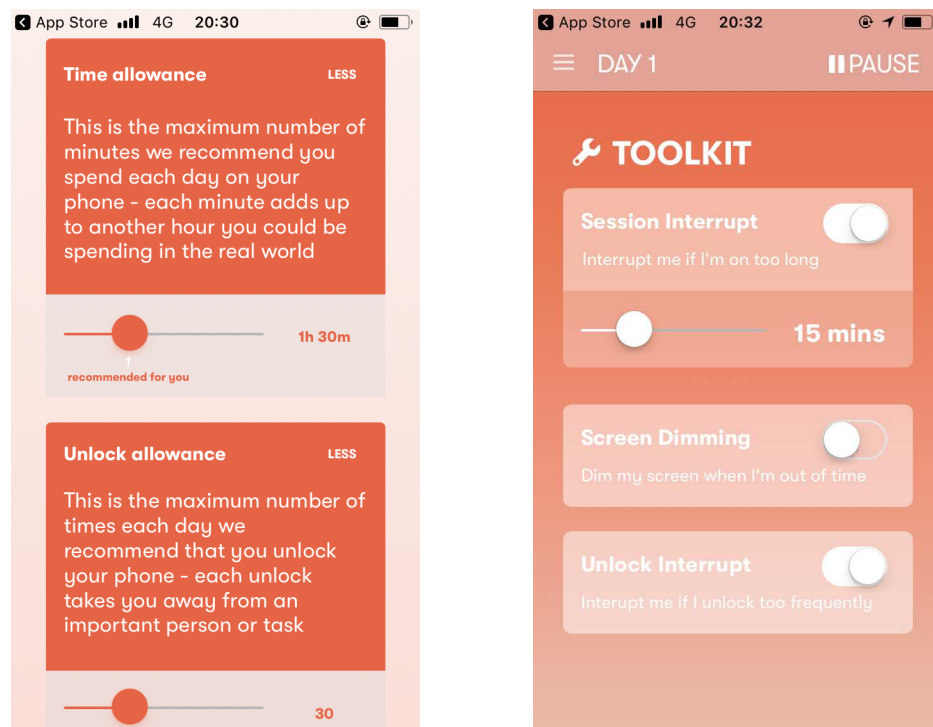 App Store 4G 20:30
Time allowance LESS
This is the maximum number of
minutes we recommend you
spend each day on your
phone - each minute adds up
to another hour you could be
spending in the real world
1h 30m
recommended for you
Unlock allowance LESS
This is the maximum number of
times each day we
recommend that you unlock
your phone - each unlock
takes you away from an
important person or task
30
App Store 4G 20:32
DAY 1 PAUSE
TOOLKIT
Session Interrupt
Interrupt me if I'm on too long
15 mins
Screen Dimming
Dim my screen when I'm out of time
Unlock Interrupt
Interupt me if I unlock too frequently